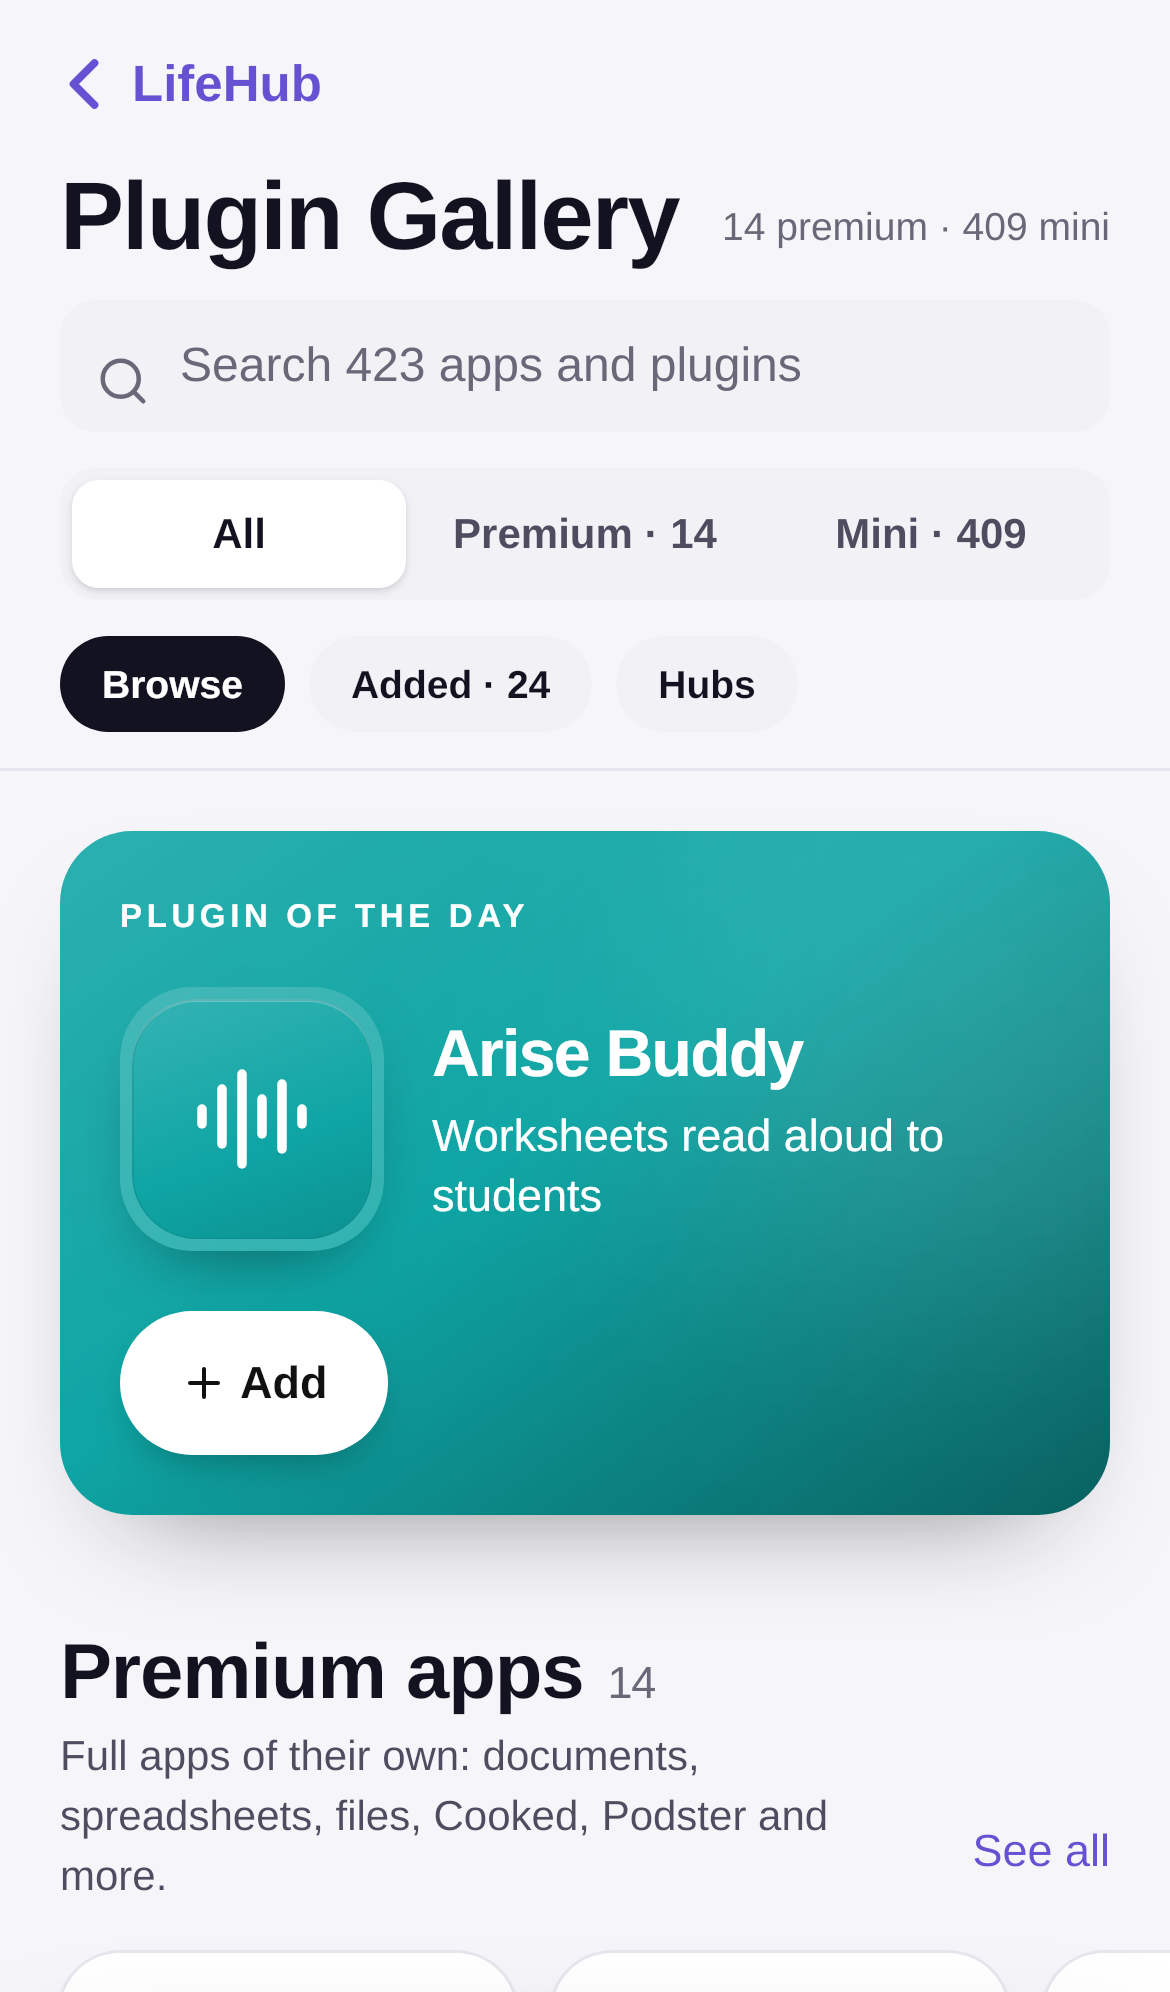 LifeHub
Plugin Gallery
14 premium · 409 mini
Search 423 apps and plugins
All
Premium · 14
Mini · 409
Browse
Added · 24
Hubs
PLUGIN OF THE DAY
Arise Buddy
Worksheets read aloud to
students
Add
Premium apps 14
Full apps of their own: documents,
spreadsheets, files, Cooked, Podster and
more.
See all